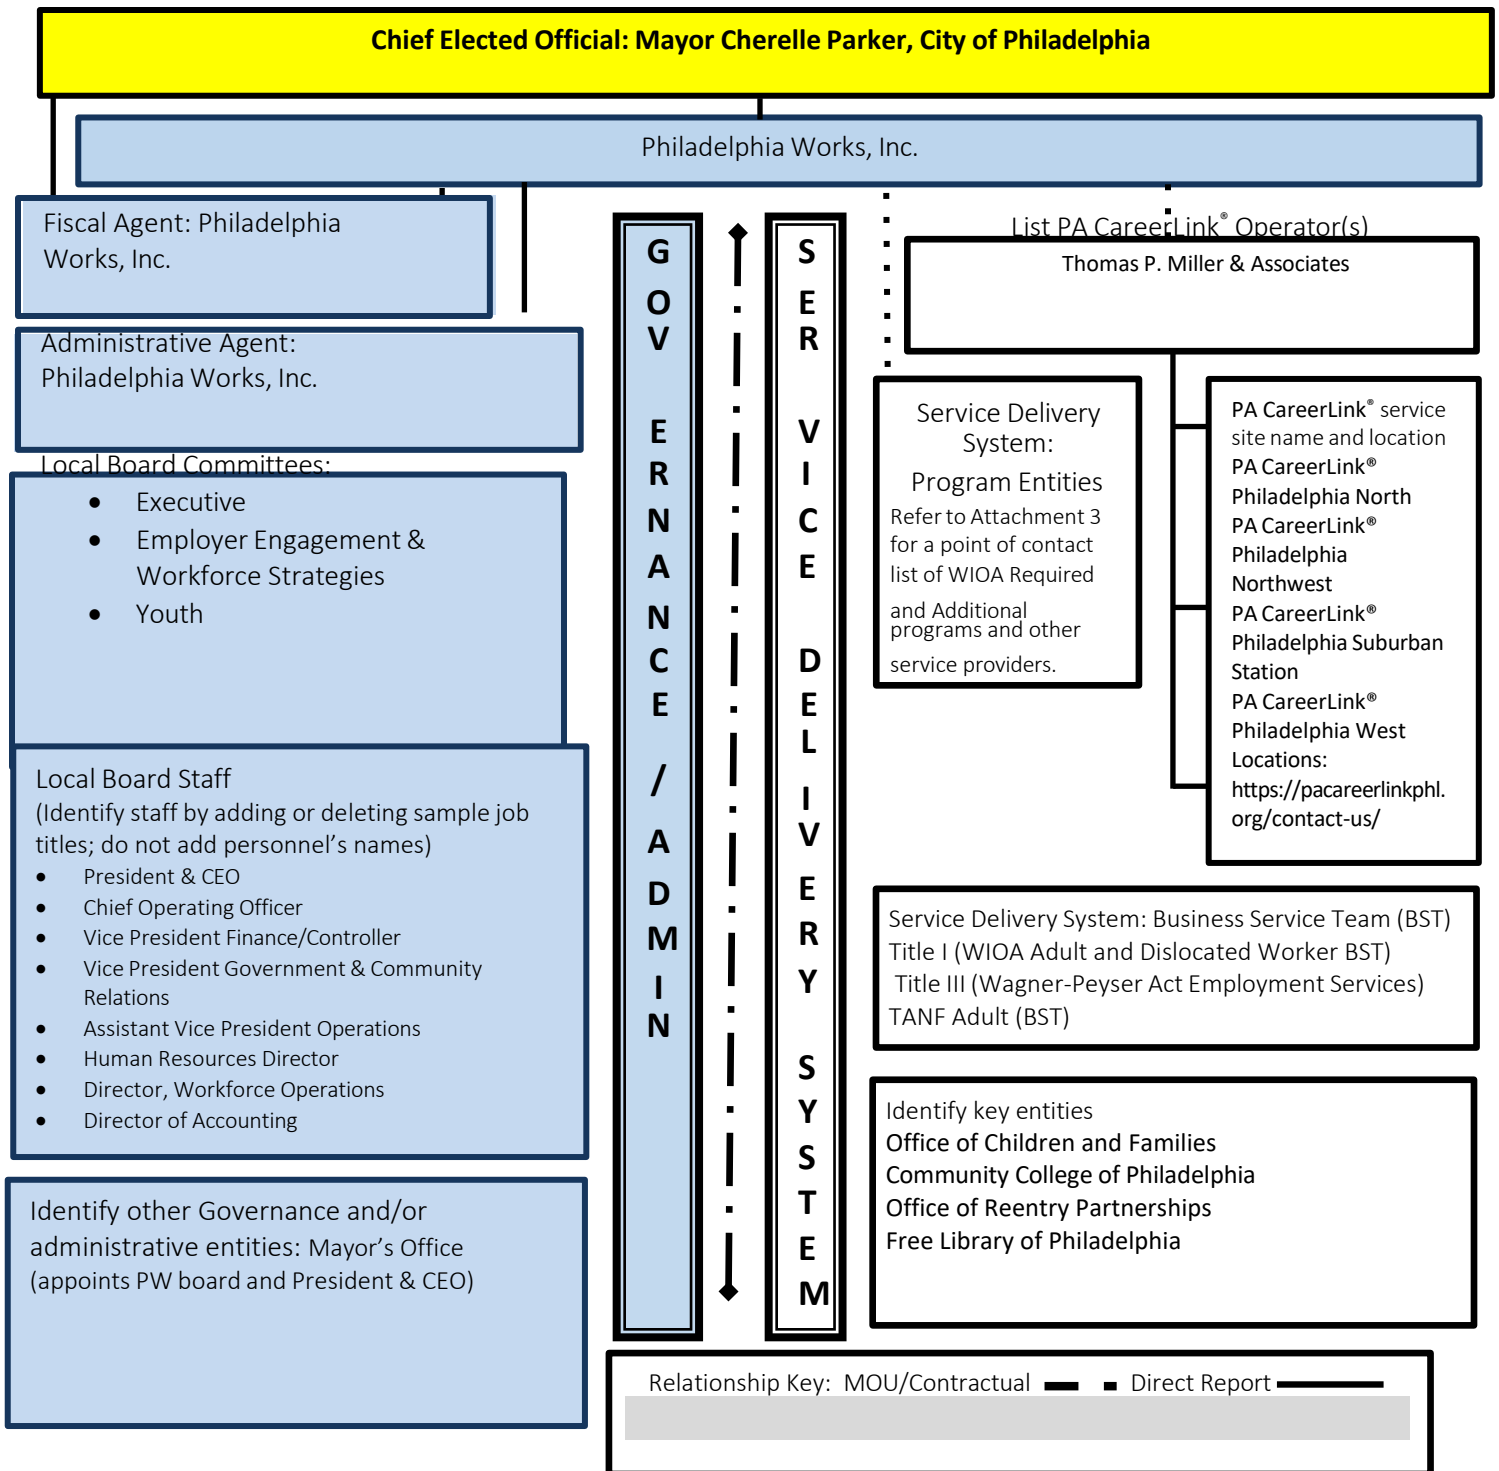 Chief Elected Official: Mayor Cherelle Parker, City of Philadelphia
Philadelphia Works, Inc.
Fiscal Agent: Philadelphia
Works, Inc.
Administrative Agent:
Philadelphia Works, Inc.
Local Board Committees:
• Executive
• Employer Engagement &
Workforce Strategies
• Youth
Local Board Staff
(Identify staff by adding or deleting sample job
titles; do not add personnel’s names)
• President & CEO
• Chief Operating Officer
• Vice President Finance/Controller
• Vice President Government & Community
Relations
• Assistant Vice President Operations
• Human Resources Director
• Director, Workforce Operations
• Director of Accounting
Identify other Governance and/or
administrative entities: Mayor’s Office
(appoints PW board and President & CEO)
G
O
V
E
R
N
A
N
C
E
/
A
D
M
I
N
S
E
R
V
I
C
E
D
E
L
I
V
E
R
Y
S
Y
S
T
E
M
List PA CareerLink® Operator(s)
Thomas P. Miller & Associates
Service Delivery
System:
Program Entities
Refer to Attachment 3
for a point of contact
list of WIOA Required
and Additional
programs and other
service providers.
PA CareerLink® service
site name and location
PA CareerLink®
Philadelphia North
PA CareerLink®
Philadelphia
Northwest
PA CareerLink®
Philadelphia Suburban
Station
PA CareerLink®
Philadelphia West
Locations:
https://pacareerlinkphl.
org/contact-us/
Service Delivery System: Business Service Team (BST)
Title I (WIOA Adult and Dislocated Worker BST)
Title III (Wagner-Peyser Act Employment Services)
TANF Adult (BST)
Identify key entities
Office of Children and Families
Community College of Philadelphia
Office of Reentry Partnerships
Free Library of Philadelphia
Relationship Key: MOU/Contractual Direct Report